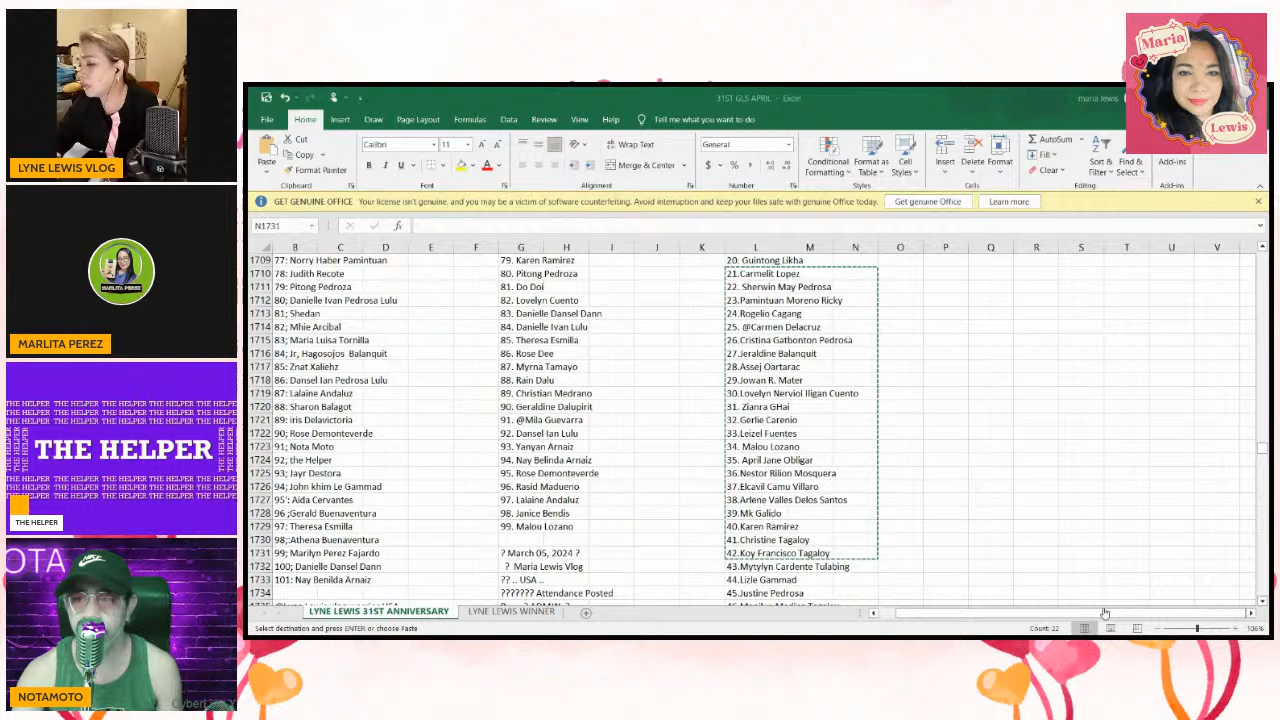 LYNE LEWIS VLOG
MARLITA PEREZ
MARLITA PEREZ
THE HELPER
THE HELPER
NOTA
NOTAMOTO
Maria
Lewis
31ST GLS APRIL - Excel
maria lewis
File Home Insert Draw Page Layout Formulas Data Review View Help Tell me what you want to do
Paste
Cut
Copy
Format Painter
Clipboard
Calibri 11
B I U
Font
Wrap Text
Merge & Center
Alignment
General
$ %
Number
Conditional Formatting
Format as Table
Cell Styles
Styles
Insert Delete Format
Cells
AutoSum
Fill
Clear
Sort & Filter
Find & Select
Editing
Add-ins
Add-ins
GET GENUINE OFFICE Your license isn't genuine, and you may be a victim of software counterfeiting. Avoid interruption and keep your files safe with genuine Office today. Get genuine Office Learn more
N1731 fx
B C D E F G H I J K L M N O P Q R S T U V
1709 77: Norry Haber Pamintuan 79. Karen Ramirez 20. Guintong Likha
1710 78: Judith Recote 80. Pitong Pedroza 21.Carmelit Lopez
1711 79: Pitong Pedroza 81. Do Doi 22. Sherwin May Pedrosa
1712 80; Danielle Ivan Pedrosa Lulu 82. Lovelyn Cuento 23.Pamintuan Moreno Ricky
1713 81; Shedan 83. Danielle Dansel Dann 24.Rogelio Cagang
1714 82; Mhie Arcibal 84. Danielle Ivan Lulu 25. @Carmen Delacruz
1715 83; Maria Luisa Tornilla 85. Theresa Esmilla 26.Cristina Gatbonton Pedrosa
1716 84; Jr, Hagosojos Balanquit 86. Rose Dee 27.Jeraldine Balanquit
1717 85: Znat Xaliehz 87. Myrna Tamayo 28.Assej Oartarac
1718 86: Dansel Ian Pedrosa Lulu 88. Rain Dalu 29.Jowan R. Mater
1719 87: Lalaine Andaluz 89. Christian Medrano 30.Lovelyn Nerviol Iligan Cuento
1720 88: Sharon Balagot 90. Geraldine Dalupirit 31. Zianra GHai
1721 89: iris Delavictoria 91. @Mila Guevarra 32.Gerlie Carenio
1722 90; Rose Demonteverde 92. Dansel Ian Lulu 33.Leizel Fuentes
1723 91; Nota Moto 93. Yanyan Arnaiz 34. Malou Lozano
1724 92; the Helper 94. Nay Belinda Arnaiz 35. April Jane Obligar
1725 93; Jayr Destora 95. Rose Demonteverde 36.Nestor Rilion Mosquera
1726 94; John khim Le Gammad 96. Rasid Madueno 37.Elcavil Camu Villaro
1727 95': Aida Cervantes 97. Lalaine Andaluz 38.Arlene Valles Delos Santos
1728 96 ;Gerald Buenaventura 98. Janice Bendis 39.Mk Galido
1729 97: Theresa Esmilla 99. Malou Lozano 40.Karen Ramirez
1730 98;:Athena Buenaventura 41.Christine Tagaloy
1731 99; Marilyn Perez Fajardo ? March 05, 2024 ? 42.Koy Francisco Tagaloy
1732 100; Danielle Dansel Dann ? Maria Lewis Vlog 43.Mytylyn Cardente Tulabing
1733 101: Nay Benilda Arnaiz ?? .. USA .. 44.Lizle Gammad
1734 ??????? Attendance Posted 45.Justine Pedrosa
LYNE LEWIS 31ST ANNIVERSARY LYNE LEWIS WINNER
Select destination and press ENTER or choose Paste Count: 22 106%
CyberLink